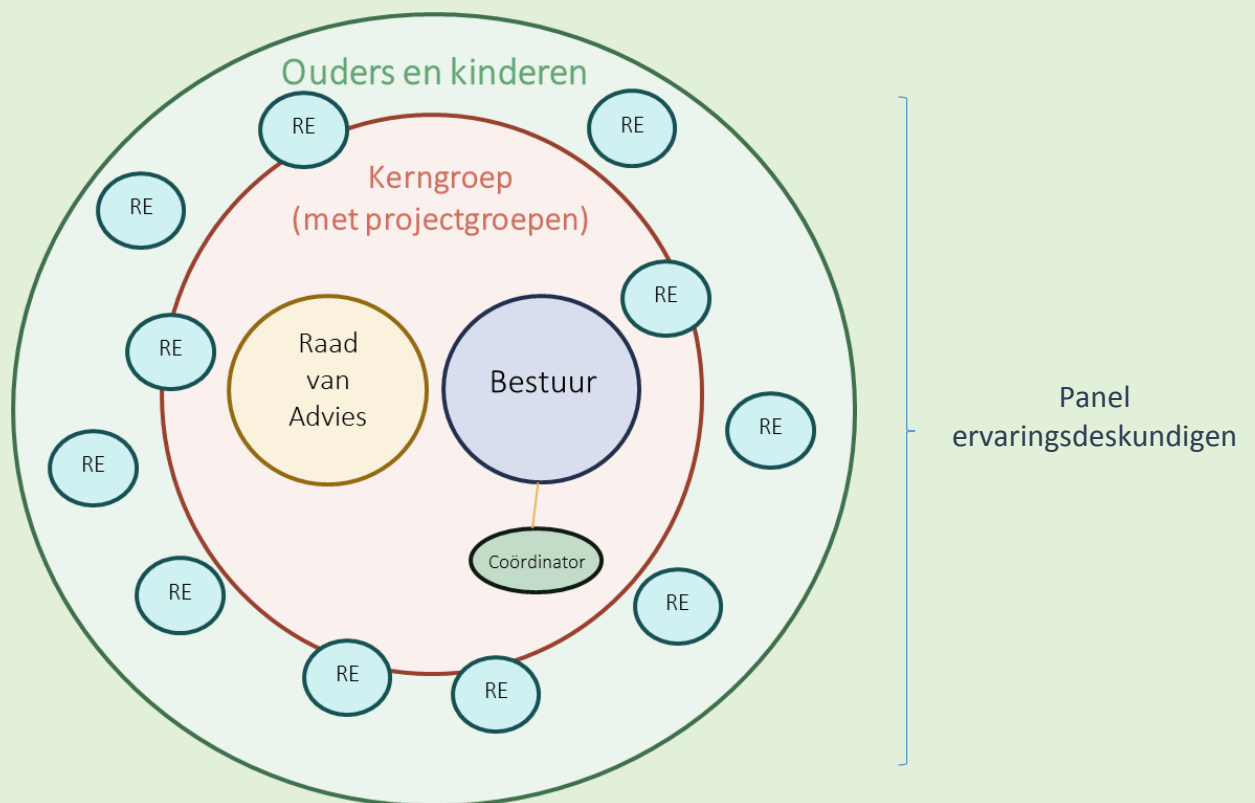 Ouders en kinderen
RE
RE
Kerngroep
(met projectgroepen)
RE
RE
RE
Raad
van
Advies
Bestuur
Panel
ervaringsdeskundigen
RE
RE
Coördinator
RE
RE
RE
RE